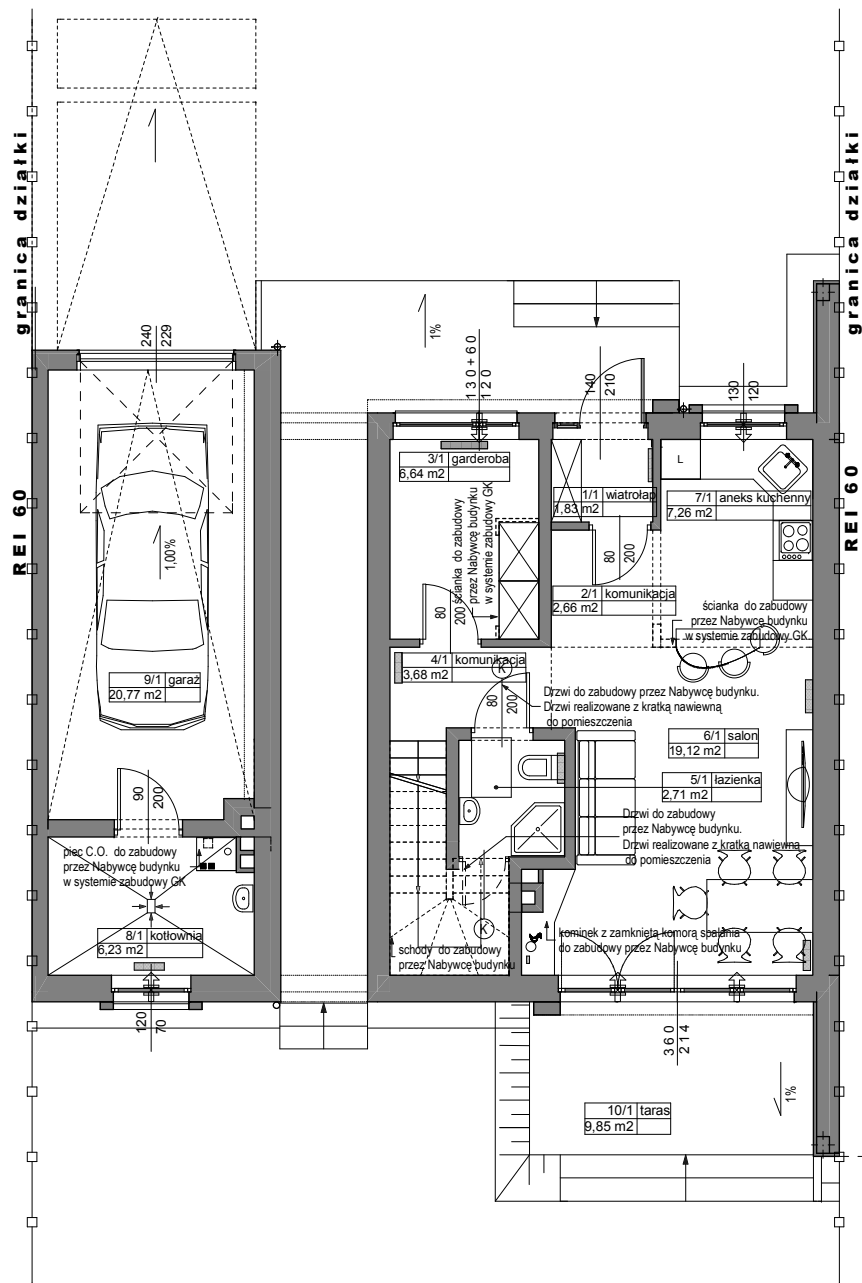 granica działki
granica działki
REI 60
REI 60
240
229
1%
130+60
120
140
210
130
120
3/1 garderoba
6,64 m2
1/1 wiatrołap
1,83 m2
L
7/1 aneks kuchenny
7,26 m2
ścianka do zabudowy
przez Nabywcę budynku
w systemie zabudowy GK
1,00%
80
200
80
200
2/1 komunikacja
2,66 m2
ścianka do zabudowy
przez Nabywcę budynku
w systemie zabudowy GK
9/1 garaż
20,77 m2
4/1 komunikacja
3,68 m2
K
80
200
Drzwi do zabudowy przez Nabywcę budynku.
Drzwi realizowane z kratką nawiewną
do pomieszczenia
6/1 salon
19,12 m2
5/1 łazienka
2,71 m2
90
200
Drzwi do zabudowy
przez Nabywcę budynku.
Drzwi realizowane z kratką nawiewną
do pomieszczenia
piec C.O. do zabudowy
przez Nabywcę budynku
w systemie zabudowy GK
8/1 kotłownia
6,23 m2
K
kominek z zamkniętą komorą spalania
do zabudowy przez Nabywcę budynku
schody do zabudowy
przez Nabywcę budynku
120
70
360
214
10/1 taras
9,85 m2
1%